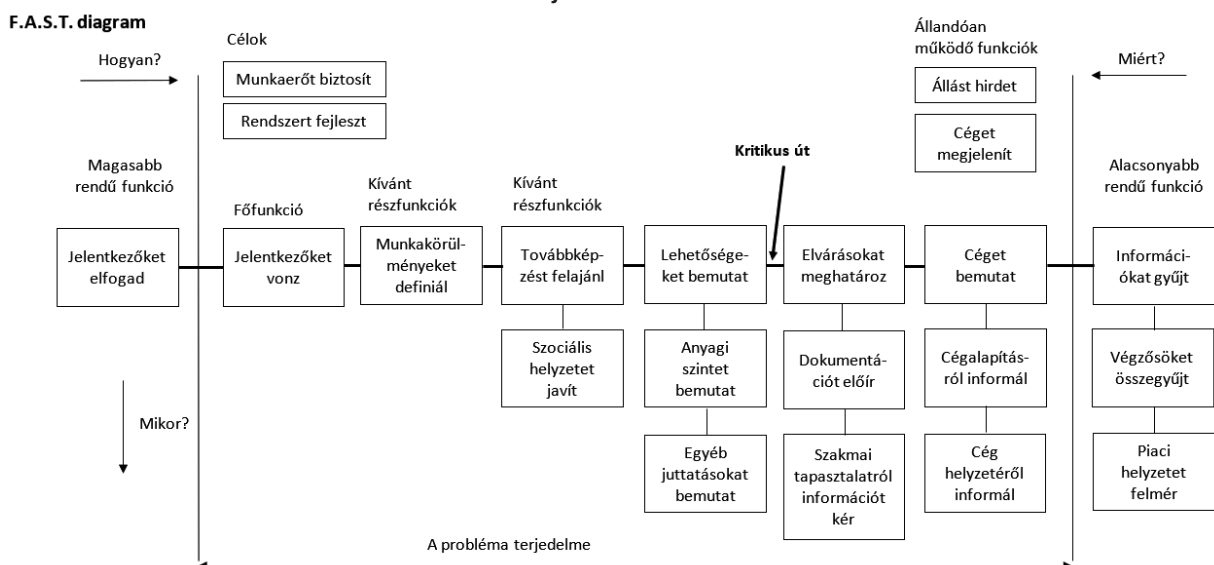 F.A.S.T. diagram
Hogyan?
Célok
Munkaerőt biztosít
Rendszert fejleszt
Állandóan
működő funkciók
Állást hirdet
Céget
megjelenít
Miért?
Magasabb
rendű funkció
Főfunkció
Kívánt
részfunkciók
Kívánt
részfunkciók
Kritikus út
Alacsonyabb
rendű funkció
Jelentkezőket
elfogad
Jelentkezőket
vonz
Munkakörül-
ményeket
definiál
Továbbkép-
zést felajánl
Lehetősége-
ket bemutat
Elvárásokat
meghatároz
Céget
bemutat
Informáci-
ókat gyűjt
Szociális
helyzetet
javít
Anyagi
szintet
bemutat
Dokumentá-
ciót előír
Cégalapítás-
ról informál
Végzősöket
összegyűjt
Mikor?
Egyéb
juttatásokat
bemutat
Szakmai
tapasztalatról
információt
kér
Cég
helyzetéről
informál
Piaci
helyzetet
felmér
A probléma terjedelme